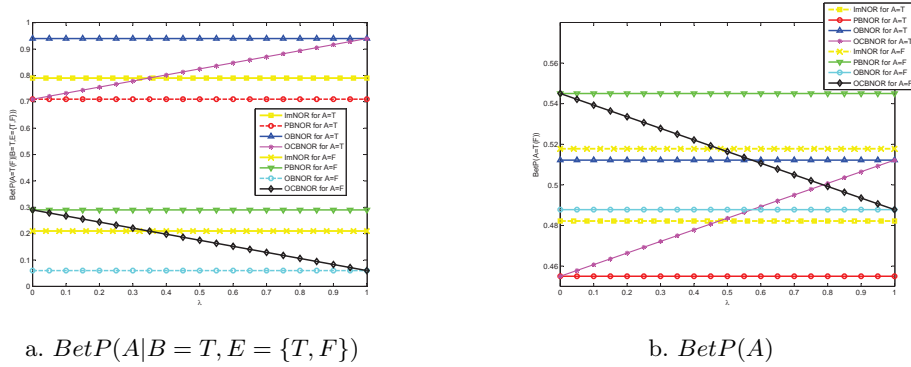 BetP(A=T(F)|B=T,E={T,F})
1
0.9
0.8
0.7
0.6
0.5
0.4
0.3
0.2
0.1
0
0 0.1 0.2 0.3 0.4 0.5 0.6 0.7 0.8 0.9 1
λ
ImNOR for A=T
PBNOR for A=T
OBNOR for A=T
OCBNOR for A=T
ImNOR for A=F
PBNOR for A=F
OBNOR for A=F
OCBNOR for A=F
a. BetP(A|B = T, E = {T, F})
BetP(A=T(F))
0.56
0.54
0.52
0.5
0.48
0.46
0 0.1 0.2 0.3 0.4 0.5 0.6 0.7 0.8 0.9 1
λ
ImNOR for A=T
PBNOR for A=T
OBNOR for A=T
OCBNOR for A=T
ImNOR for A=F
PBNOR for A=F
OBNOR for A=F
OCBNOR for A=F
b. BetP(A)